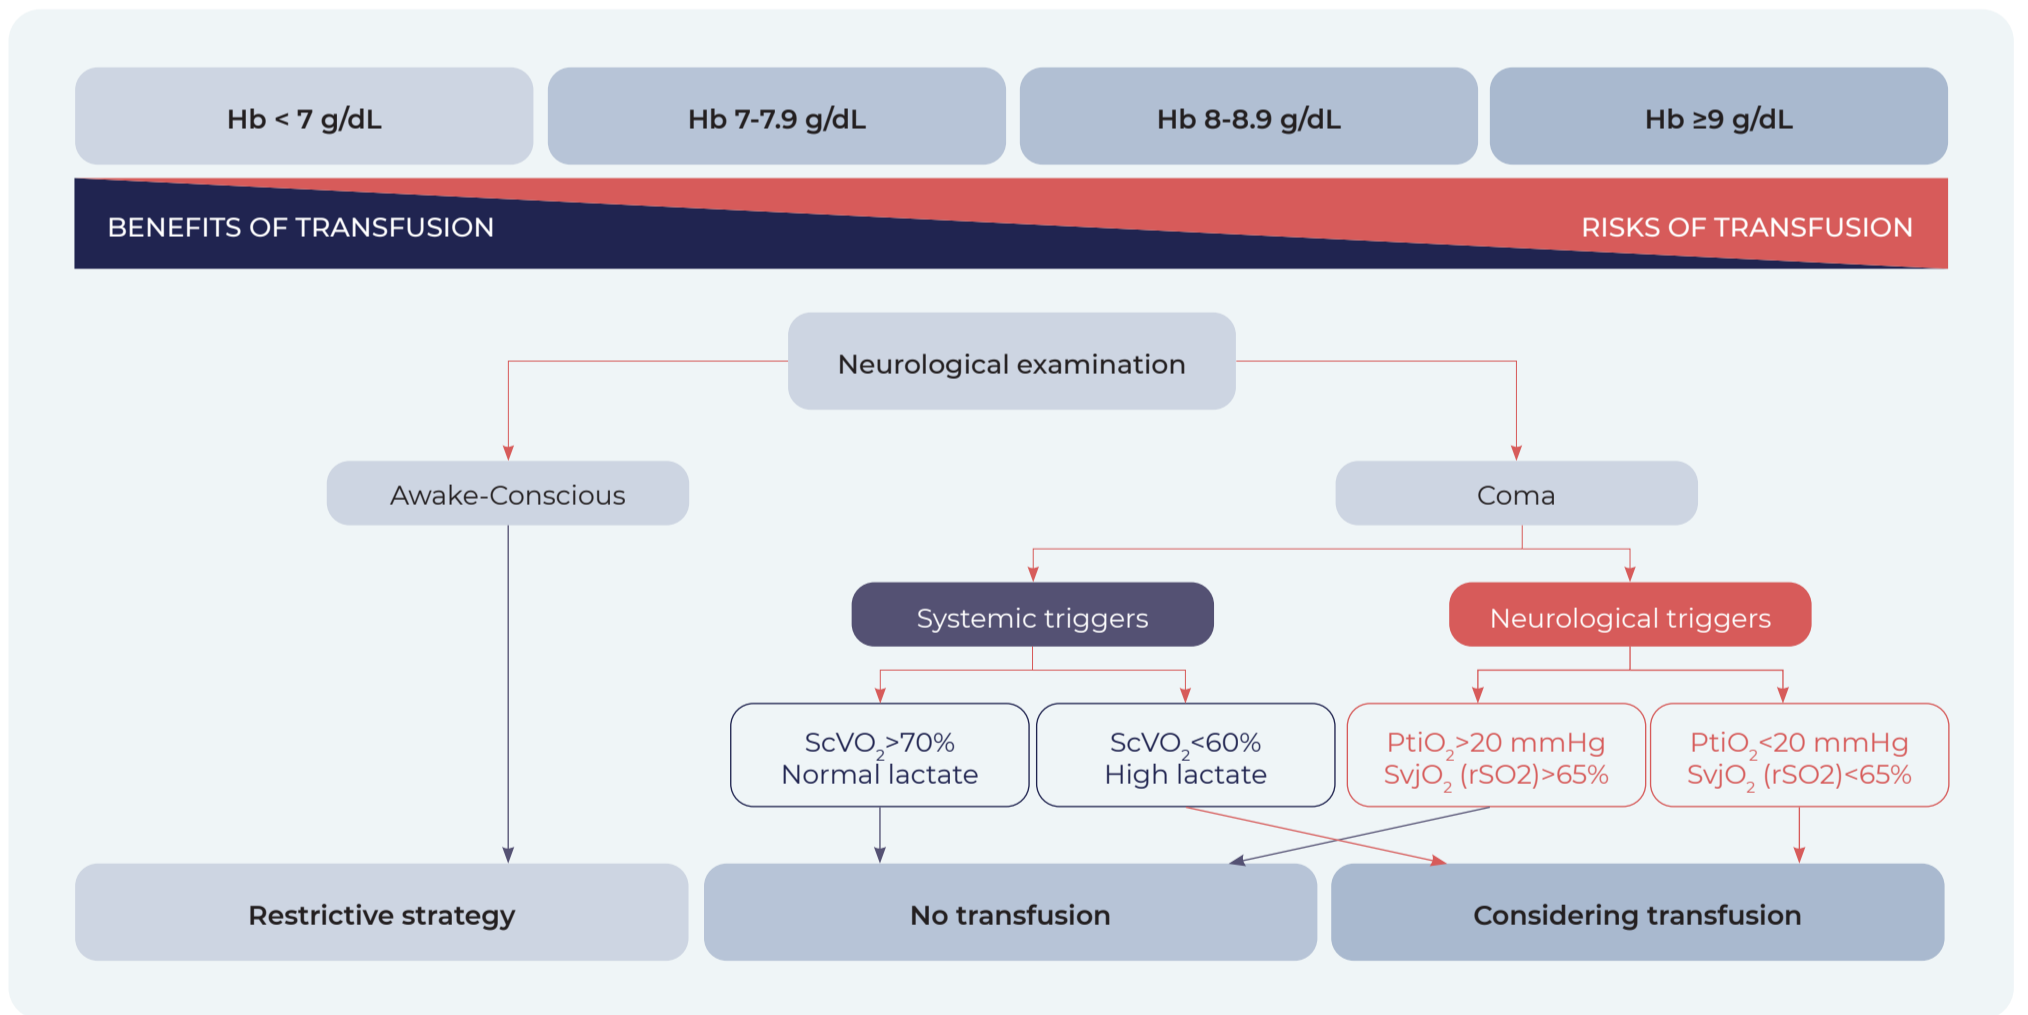 Hb < 7 g/dL
Hb 7-7.9 g/dL
Hb 8-8.9 g/dL
Hb ≥9 g/dL
BENEFITS OF TRANSFUSION
RISKS OF TRANSFUSION
Neurological examination
Awake-Conscious
Coma
Systemic triggers
Neurological triggers
ScVO₂>70%
Normal lactate
ScVO₂<60%
High lactate
PtiO₂>20 mmHg
SvjO₂ (rSO2)>65%
PtiO₂<20 mmHg
SvjO₂ (rSO2)<65%
Restrictive strategy
No transfusion
Considering transfusion